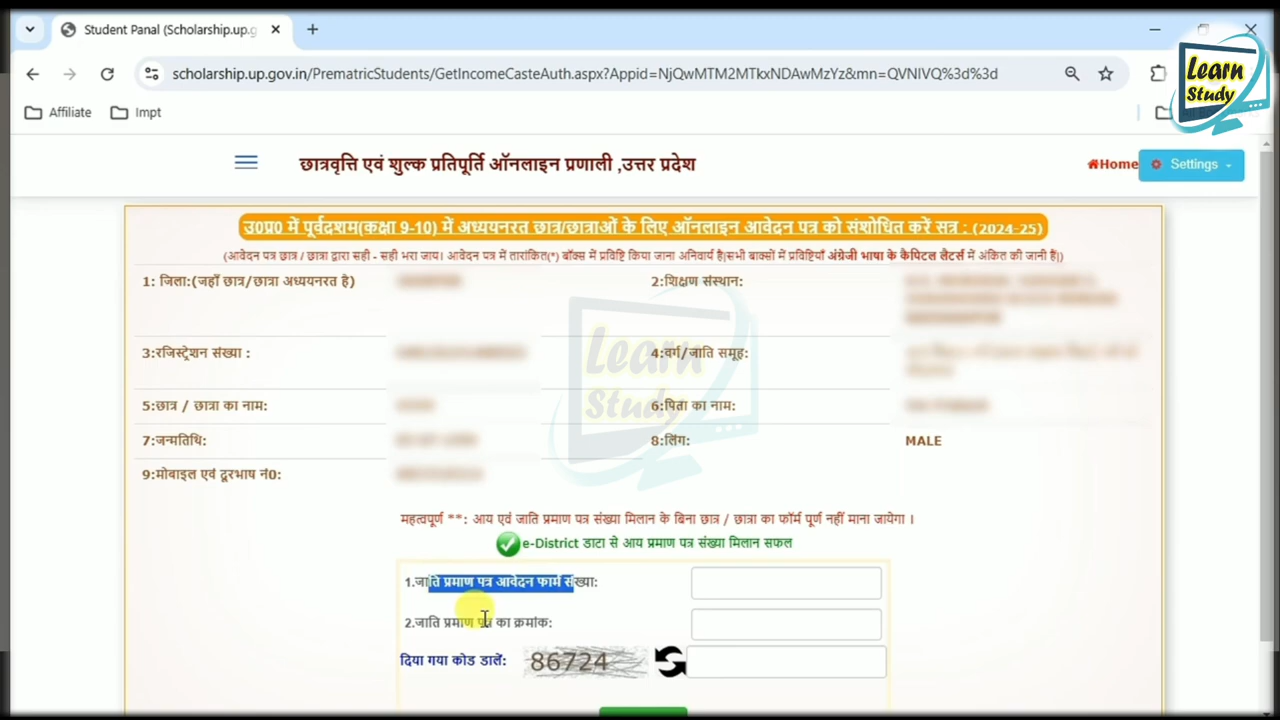 Student Panal (Scholarship.up.g
scholarship.up.gov.in/PrematricStudents/GetIncomeCasteAuth.aspx?Appid=NjQwMTM2MTkxNDAwMzYz&mn=QVNIVQ%3d%3d
Learn
Study
Affiliate
Impt
छात्रवृत्ति एवं शुल्क प्रतिपूर्ति ऑनलाइन प्रणाली ,उत्तर प्रदेश
Home
Settings
उ0प्र0 में पूर्वदशम(कक्षा 9-10) में अध्ययनरत छात्र/छात्राओं के लिए ऑनलाइन आवेदन पत्र को संशोधित करें सत्र : (2024-25)
(आवेदन पत्र छात्र / छात्रा द्वारा सही - सही भरा जाय। आवेदन पत्र में तारांकित(*) बॉक्स में प्रविष्टि किया जाना अनिवार्य है|सभी बाक्सों में प्रविष्टियाँ अंग्रेजी भाषा के कैपिटल लैटर्स में अंकित की जानी हैं|)
1: जिला:(जहाँ छात्र/छात्रा अध्ययनरत है)
2:शिक्षण संस्थान:
3:रजिस्ट्रेशन संख्या :
4:वर्ग/जाति समूह:
Learn
Study
5:छात्र / छात्रा का नाम:
6:पिता का नाम:
7:जन्मतिथि:
8:लिंग:
MALE
9:मोबाइल एवं दूरभाष नं0:
महत्वपूर्ण **: आय एवं जाति प्रमाण पत्र संख्या मिलान के बिना छात्र / छात्रा का फॉर्म पूर्ण नहीं माना जायेगा ।
e-District डाटा से आय प्रमाण पत्र संख्या मिलान सफल
1.जाति प्रमाण पत्र आवेदन फार्म संख्या:
2.जाति प्रमाण पत्र का क्रमांक:
दिया गया कोड डालें:
86724